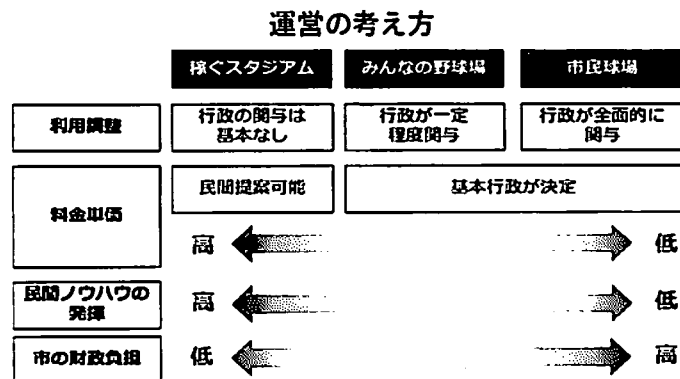 運営の考え方
稼ぐスタジアム
みんなの野球場
市民球場
利用調整
行政の関与は
基本なし
行政が一定
程度関与
行政が全面的に
関与
料金単価
民間提案可能
基本行政が決定
高
低
民間ノウハウの
発揮
高
低
市の財政負担
低
高